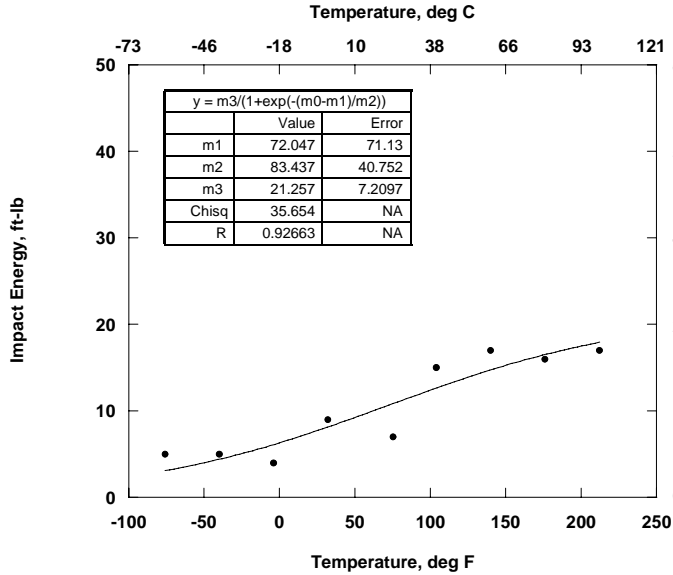 Temperature, deg C
-73 -46 -18 10 38 66 93 121
50
40
30
20
10
0
y = m3/(1+exp(-(m0-m1)/m2))
Value Error
m1 72.047 71.13
m2 83.437 40.752
m3 21.257 7.2097
Chisq 35.654 NA
R 0.92663 NA
Impact Energy, ft-lb
-100 -50 0 50 100 150 200 250
Temperature, deg F